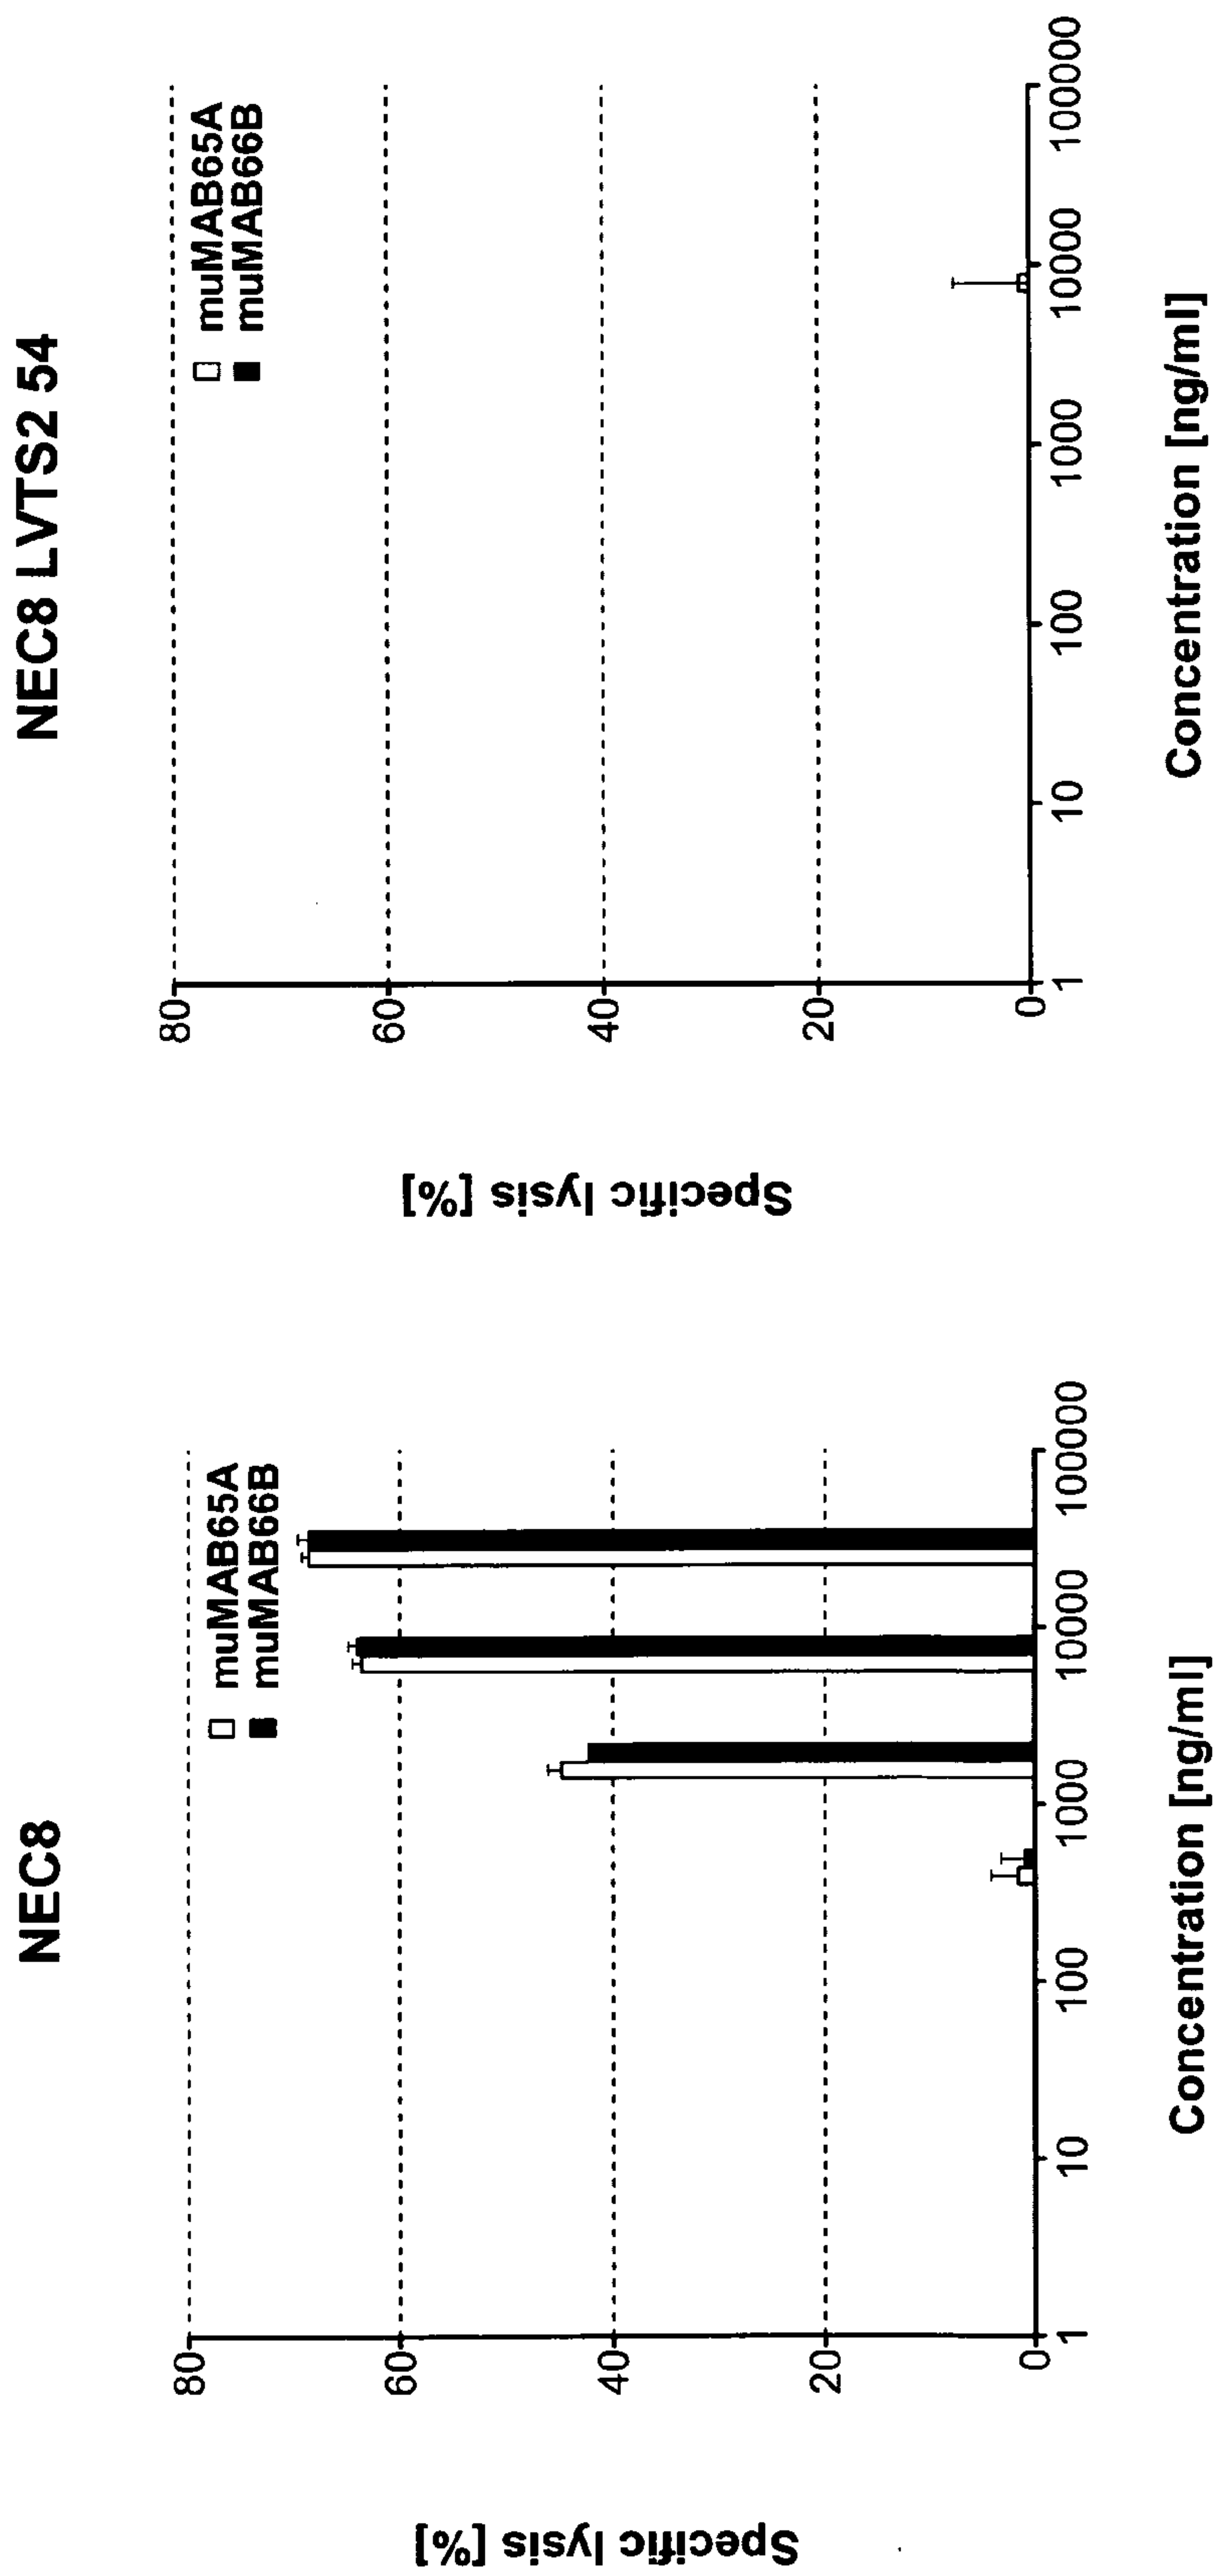 NEC8
muMAB65A
muMAB66B
Specific lysis [%]
80
60
40
20
0
1
10
100
1000
10000
100000
Concentration [ng/ml]
NEC8 LVTS2 54
muMAB65A
muMAB66B
Specific lysis [%]
80
60
40
20
0
1
10
100
1000
10000
100000
Concentration [ng/ml]